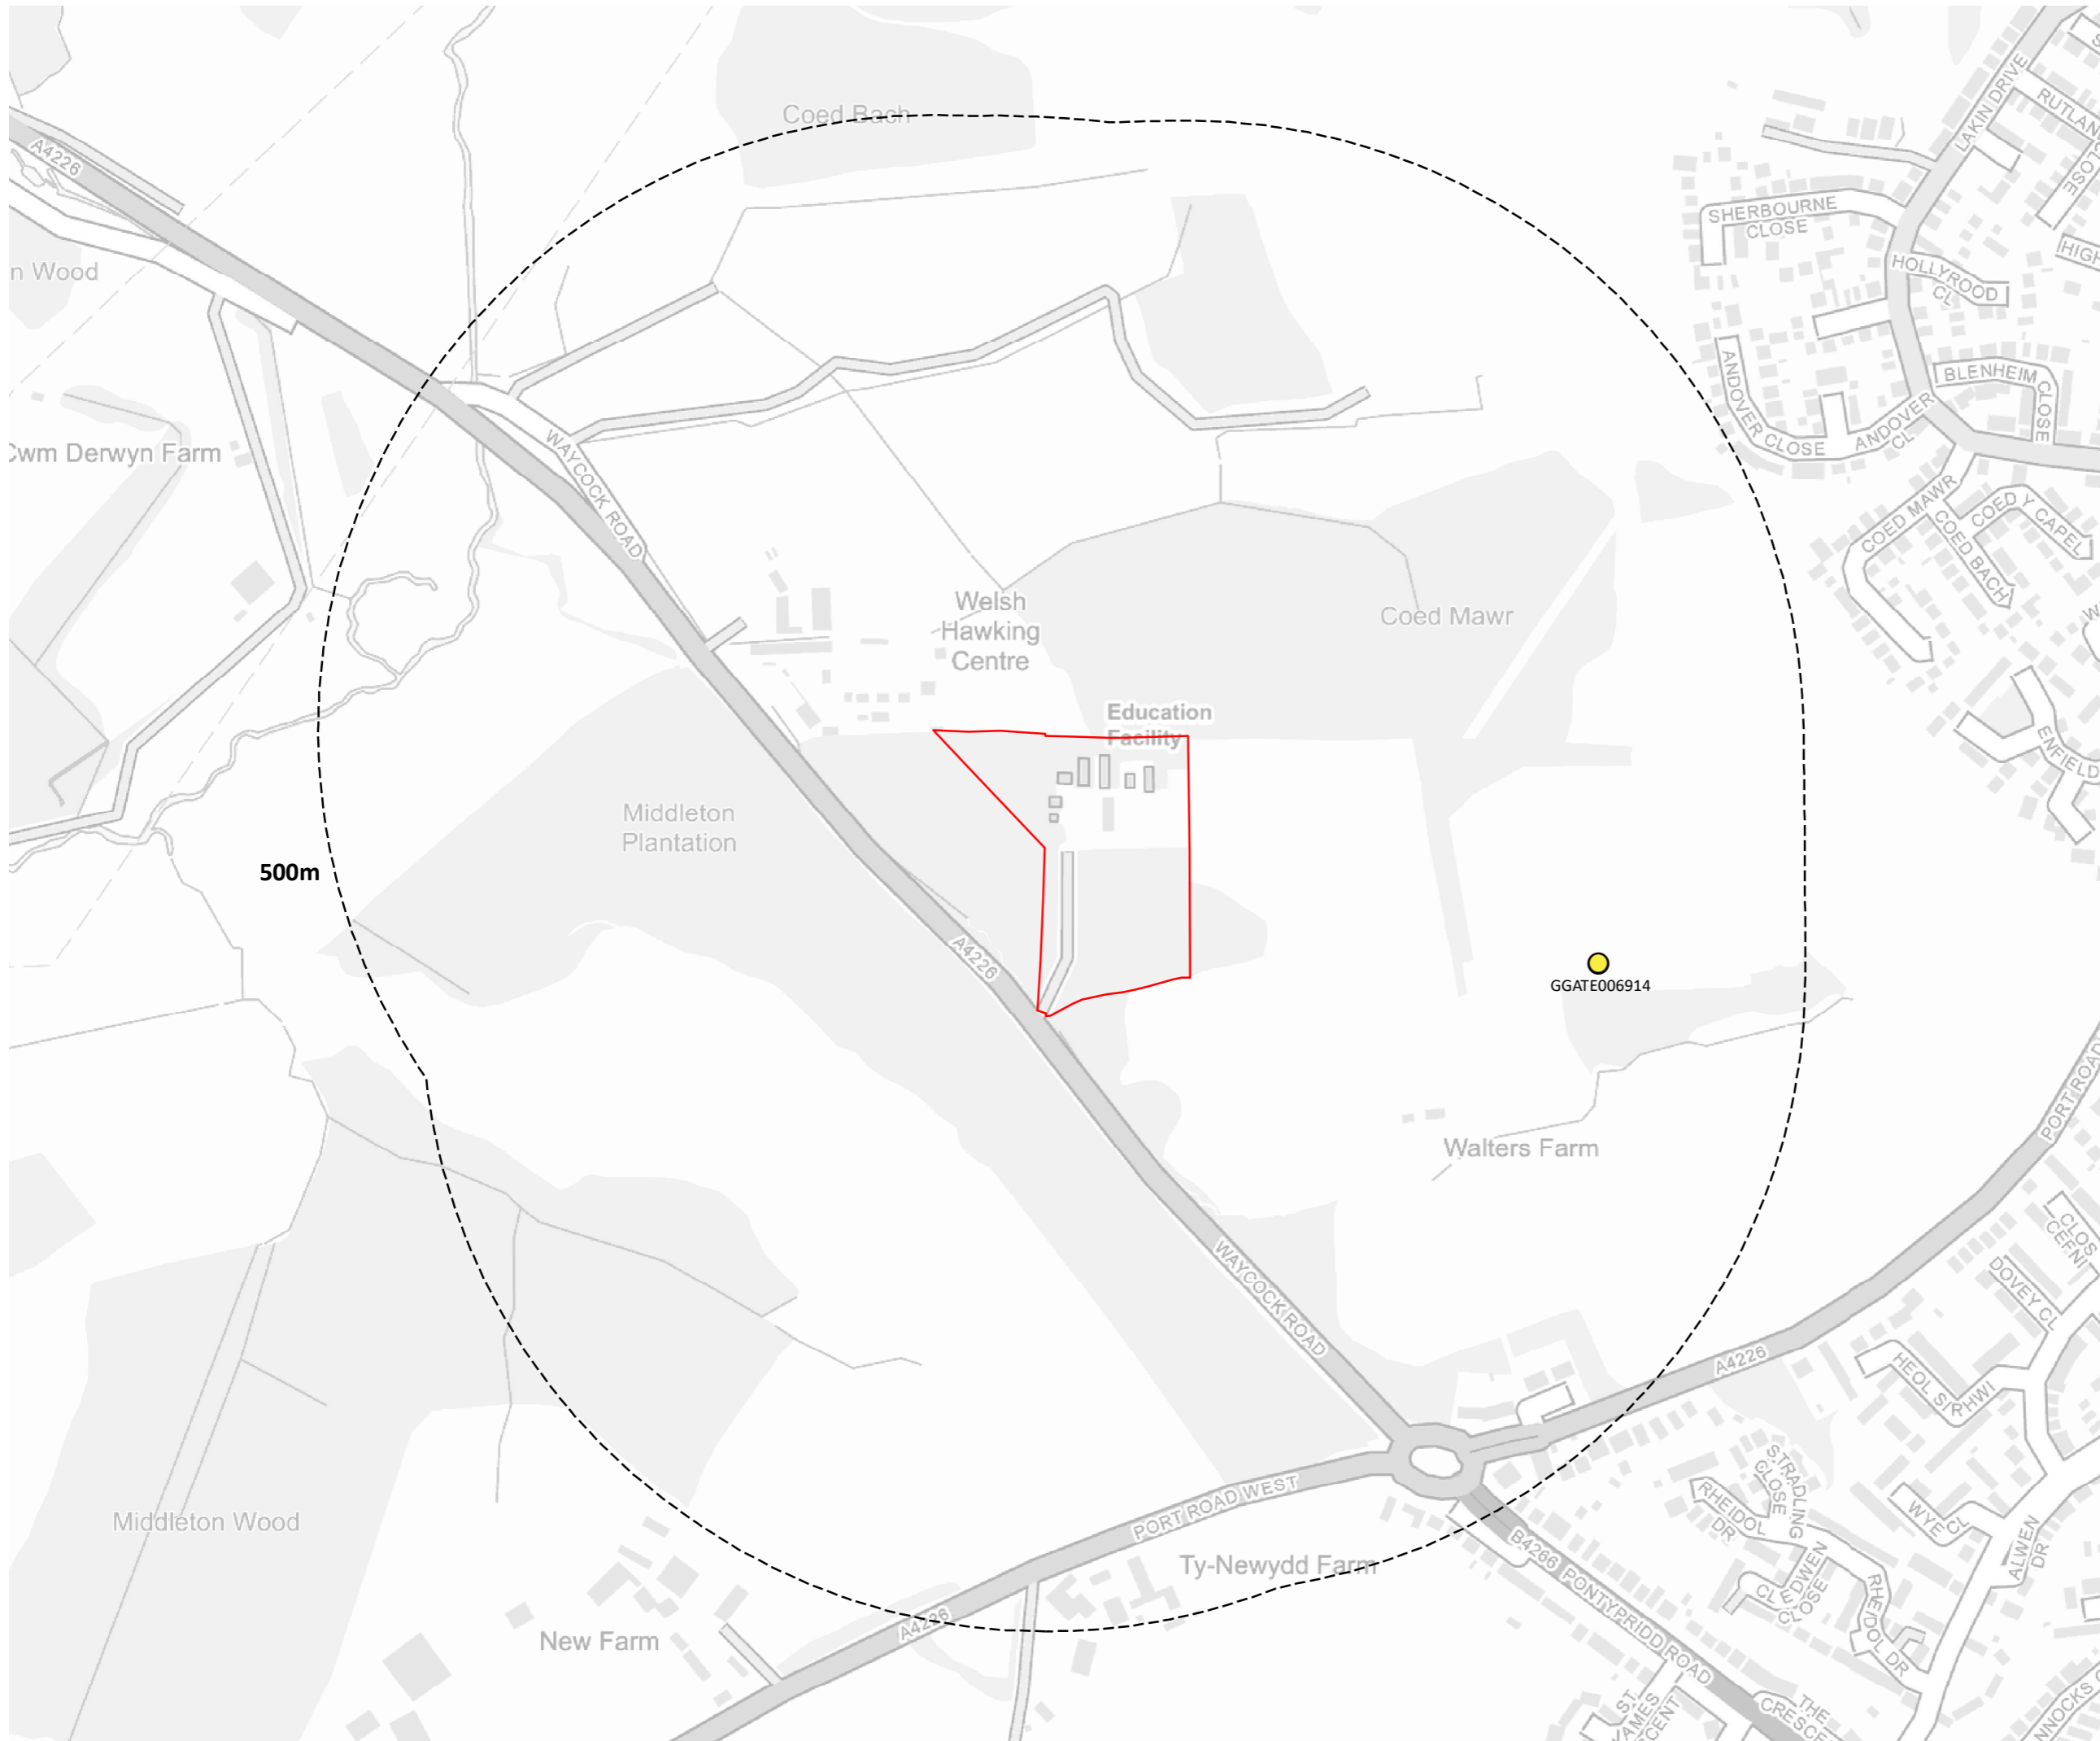 Coed Bach
LAKIN DRIVE
A4226
SHERBOURNE
CLOSE
HOLLYROOD
CL
n Wood
ANDOVER CLOSE
BLENHEIM
CLOSE
ANDOVER
CL
Cwm Derwyn Farm
WAYCOCK ROAD
COED MAWR
COED Y CAPEL
COED BACH
Welsh
Hawking
Centre
Coed Mawr
Education
Facility
ENFIELD
Middleton
Plantation
500m
A4226
GGATE006914
PORT ROAD
Walters Farm
CLOS
CEFNI
DOVEY CL
WAYCOCK ROAD
A4226
HEOL SIRHWI
STRADLING
CLOSE
RHEIDOL
DR
WYE CL
ALWEN
DR
Middleton Wood
PORT ROAD WEST
Ty-Newydd Farm
B4266
PONTYPRIDD ROAD
CLEDWEN
CLOSE
RHEIDOL DR
A4226
New Farm
ST
THE